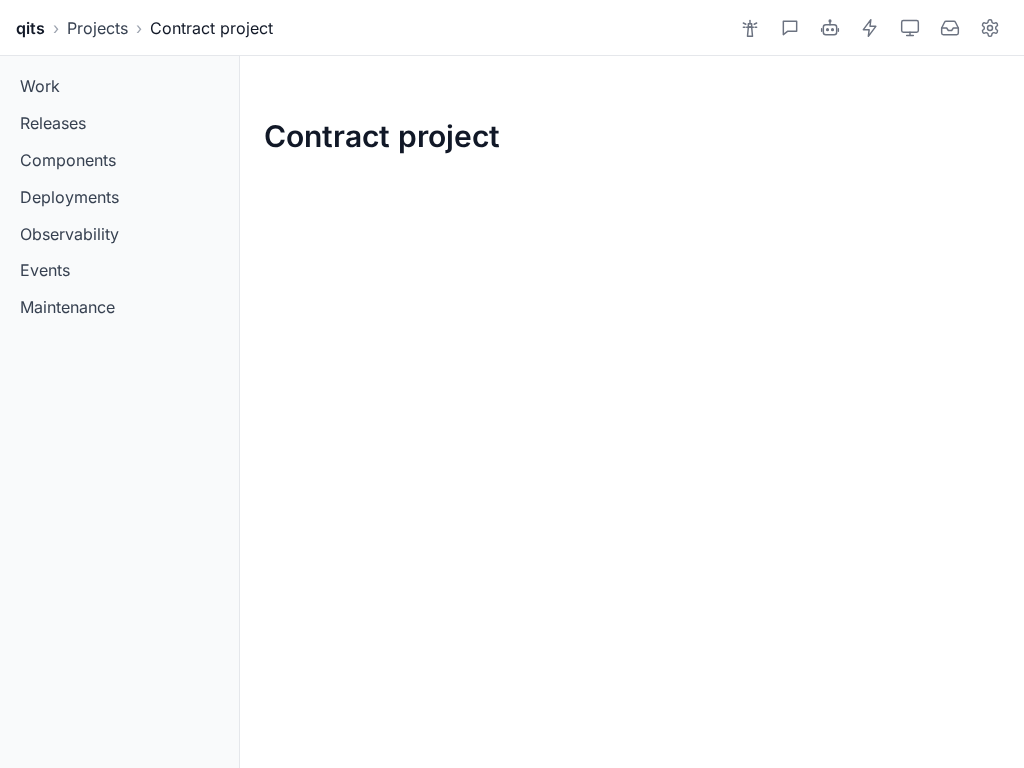 qits › Projects › Contract project
Work
Releases
Components
Deployments
Observability
Events
Maintenance
Contract project